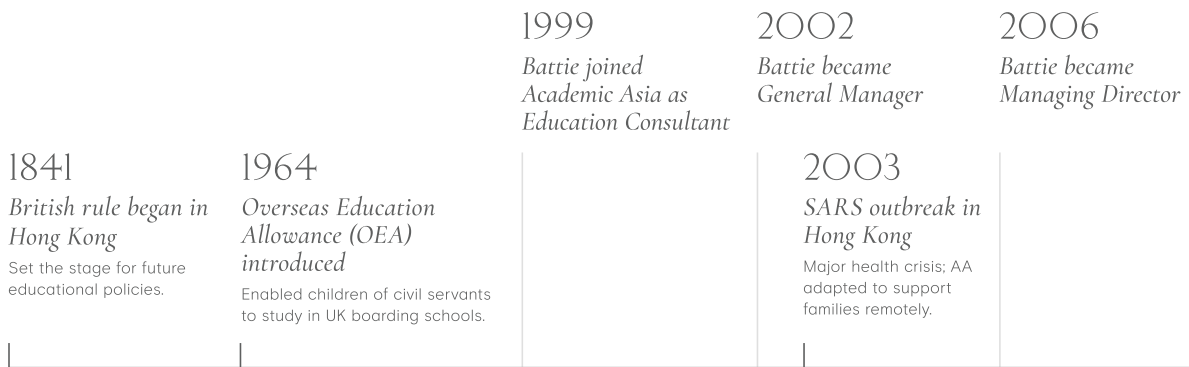 1999
Battie joined
Academic Asia as
Education Consultant
2002
Battie became
General Manager
2006
Battie became
Managing Director
1841
British rule began in
Hong Kong
Set the stage for future
educational policies.
1964
Overseas Education
Allowance (OEA)
introduced
Enabled children of civil servants
to study in UK boarding schools.
2003
SARS outbreak in
Hong Kong
Major health crisis; AA
adapted to support
families remotely.